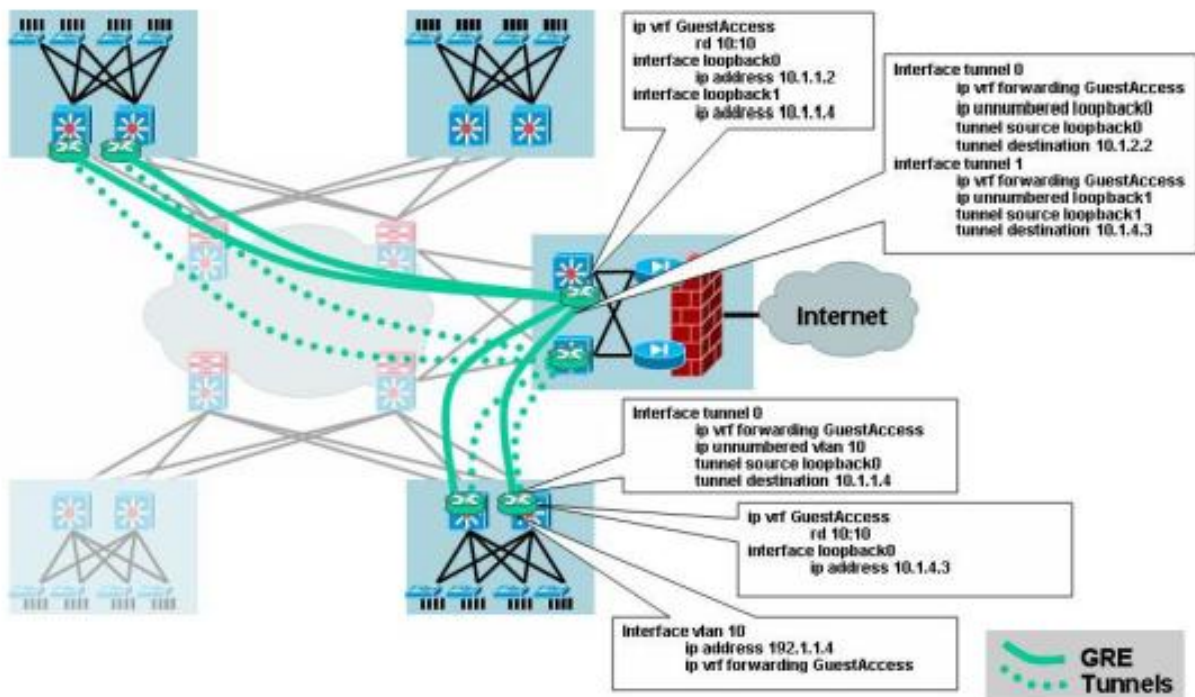 ip vrf GuestAccess
rd 10:10
interface loopback0
ip address 10.1.1.2
interface loopback1
ip address 10.1.1.4
Interface tunnel 0
ip vrf forwarding GuestAccess
ip unnumbered loopback0
tunnel source loopback0
tunnel destination 10.1.2.2
interface tunnel 1
ip vrf forwarding GuestAccess
ip unnumbered loopback1
tunnel source loopback1
tunnel destination 10.1.4.3
Internet
Interface tunnel 0
ip vrf forwarding GuestAccess
ip unnumbered vlan 10
tunnel source loopback0
tunnel destination 10.1.1.4
ip vrf GuestAccess
rd 10:10
interface loopback0
ip address 10.1.4.3
Interface vlan 10
ip address 192.1.1.4
ip vrf forwarding GuestAccess
GRE
Tunnels